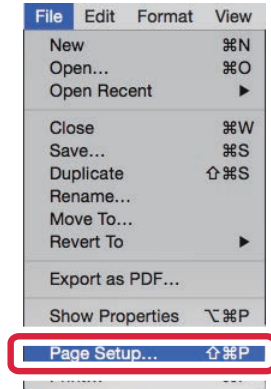 File Edit Format View
New ⌘N
Open... ⌘O
Open Recent ▶
Close ⌘W
Save... ⌘S
Duplicate ⇧⌘S
Rename...
Move To...
Revert To ▶
Export as PDF...
Show Properties ⌥⌘P
Page Setup... ⇧⌘P